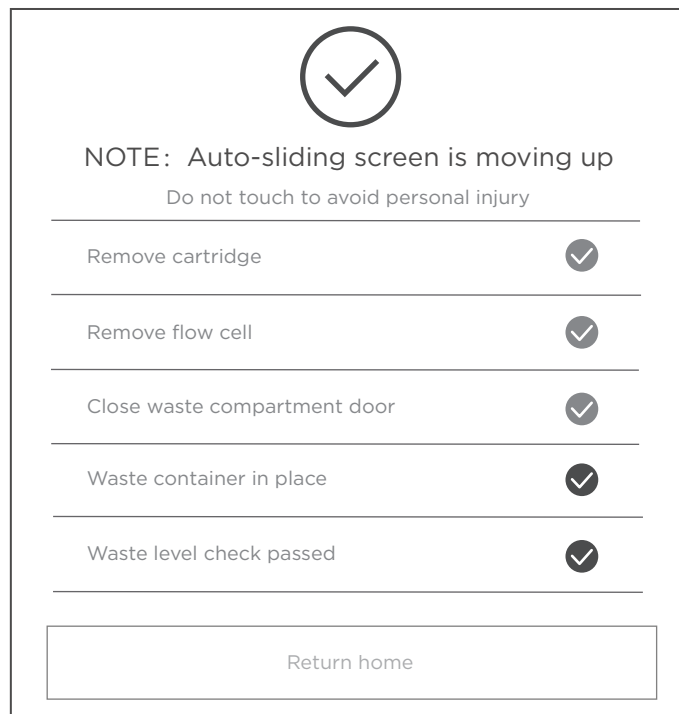 NOTE: Auto-sliding screen is moving up
Do not touch to avoid personal injury
Remove cartridge
Remove flow cell
Close waste compartment door
Waste container in place
Waste level check passed
Return home